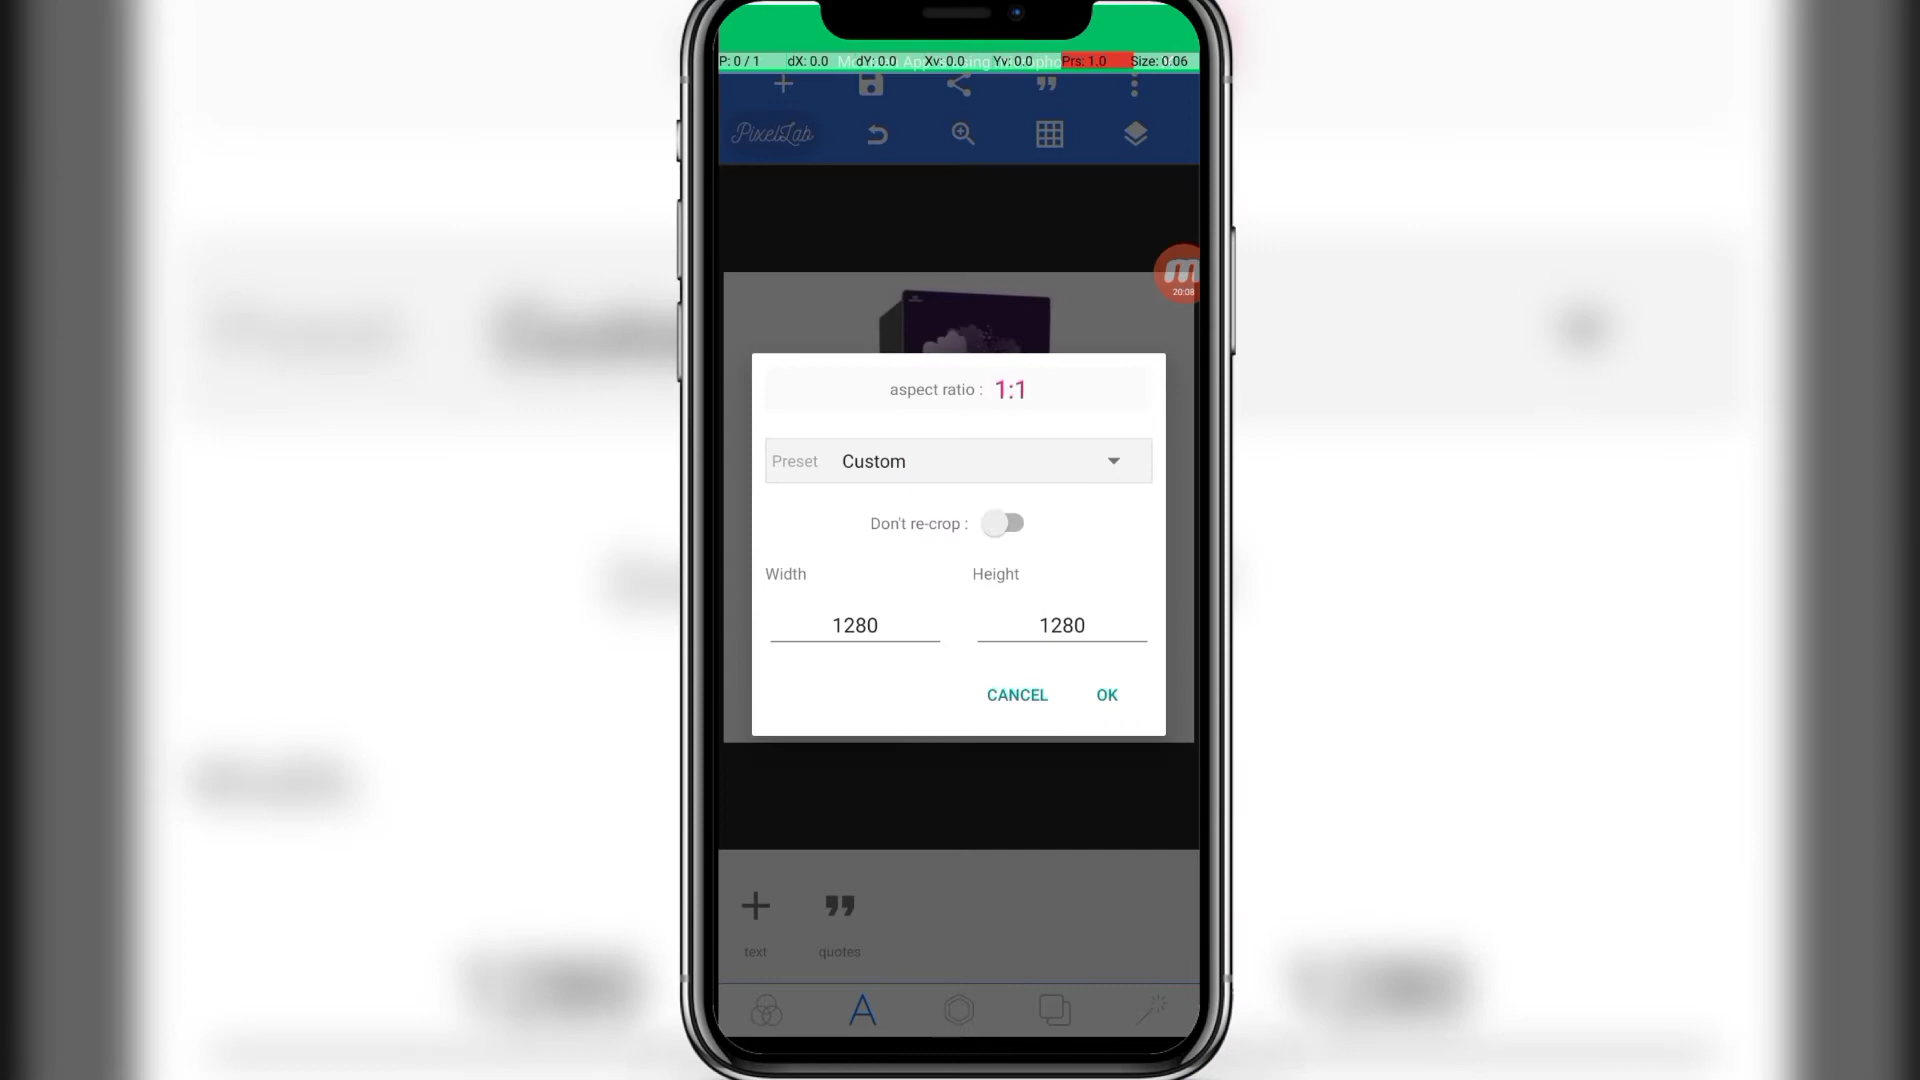 P: 0 / 1 dX: 0.0 dY: 0.0 Xv: 0.0 Yv: 0.0 Prs: 1.0 Size: 0.06
PixelLab
20:08
aspect ratio : 1:1
Preset Custom
Don't re-crop :
Width Height
1280 1280
CANCEL OK
text quotes